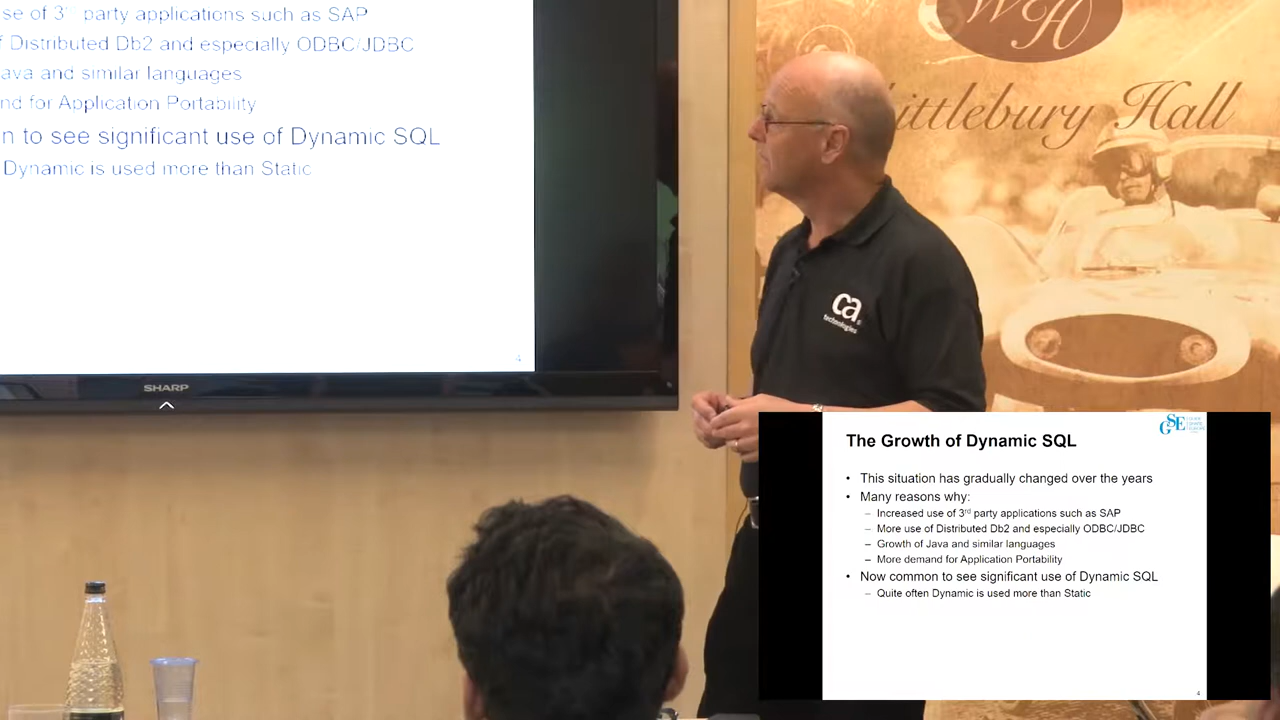 se of 3rd party applications such as SAP
f Distributed Db2 and especially ODBC/JDBC
ava and similar languages
nd for Application Portability
n to see significant use of Dynamic SQL
Dynamic is used more than Static
4
SHARP
WH
ittlebury Hall
ca
technologies
GSE
The Growth of Dynamic SQL
• This situation has gradually changed over the years
• Many reasons why:
– Increased use of 3rd party applications such as SAP
– More use of Distributed Db2 and especially ODBC/JDBC
– Growth of Java and similar languages
– More demand for Application Portability
• Now common to see significant use of Dynamic SQL
– Quite often Dynamic is used more than Static
4